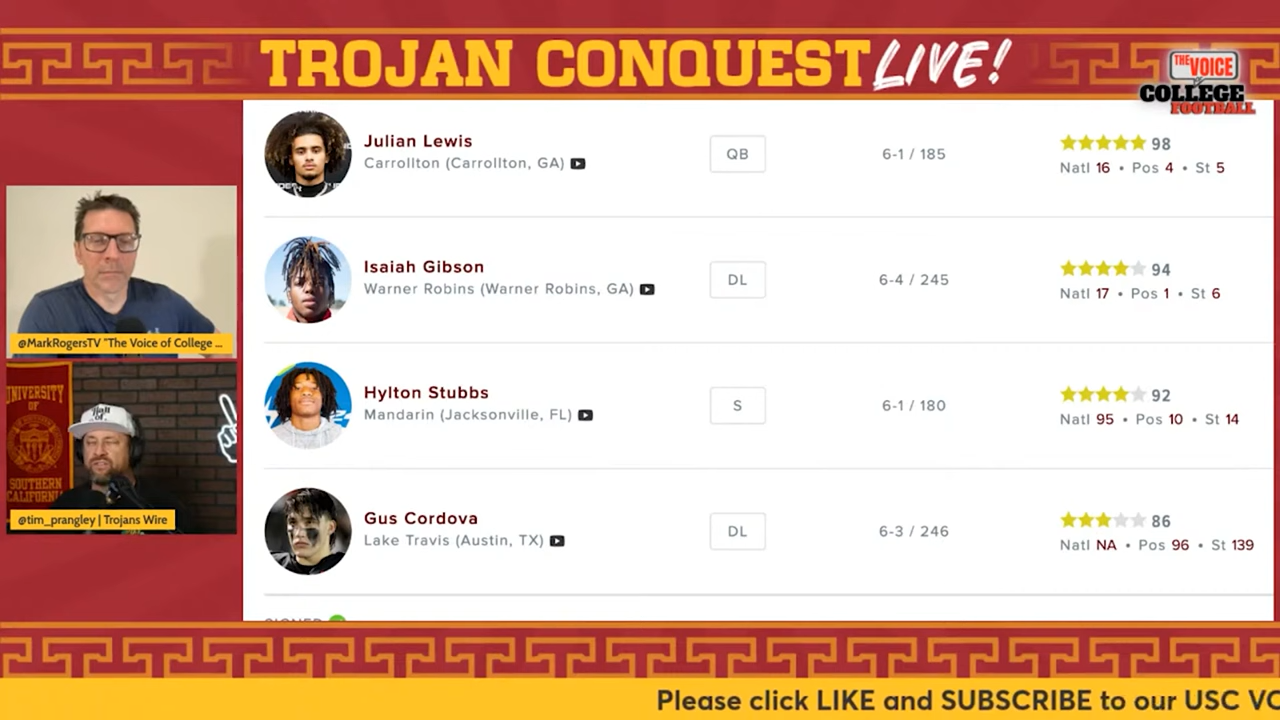 TROJAN CONQUEST LIVE!
THE VOICE
COLLEGE
FOOTBALL
Julian Lewis
Carrollton (Carrollton, GA)
QB
6-1 / 185
98
Natl 16 • Pos 4 • St 5
Isaiah Gibson
Warner Robins (Warner Robins, GA)
DL
6-4 / 245
94
Natl 17 • Pos 1 • St 6
Hylton Stubbs
Mandarin (Jacksonville, FL)
S
6-1 / 180
92
Natl 95 • Pos 10 • St 14
Gus Cordova
Lake Travis (Austin, TX)
DL
6-3 / 246
86
Natl NA • Pos 96 • St 139
@MarkRogersTV "The Voice of College ...
UNIVERSITY
OF
SOUTHERN
CALIFORNIA
@tim_prangley | Trojans Wire
Please click LIKE and SUBSCRIBE to our USC VO